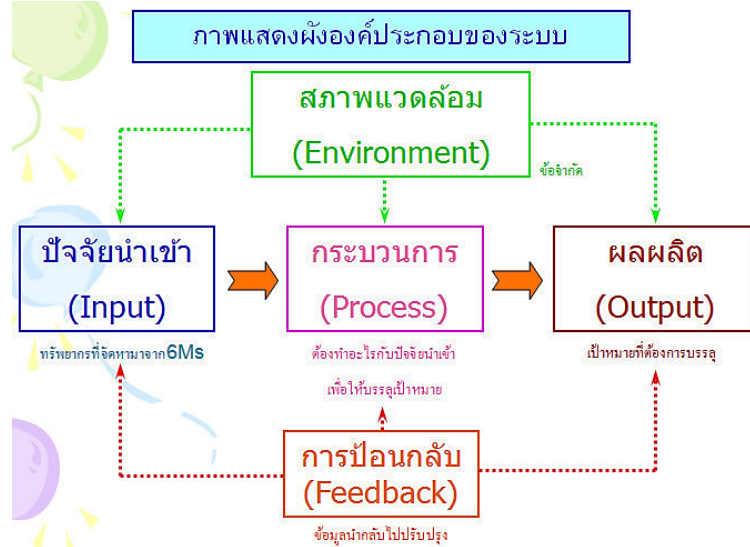 ภาพแสดงผังองค์ประกอบของระบบ
สภาพแวดล้อม
(Environment)
ข้อจำกัด
ปัจจัยนำเข้า
(Input)
กระบวนการ
(Process)
ผลผลิต
(Output)
ทรัพยากรที่จัดหามาจาก6Ms
ต้องทำอะไรกับปัจจัยนำเข้า
เพื่อให้บรรลุเป้าหมาย
เป้าหมายที่ต้องการบรรลุ
การป้อนกลับ
(Feedback)
ข้อมูลนำกลับไปปรับปรุง